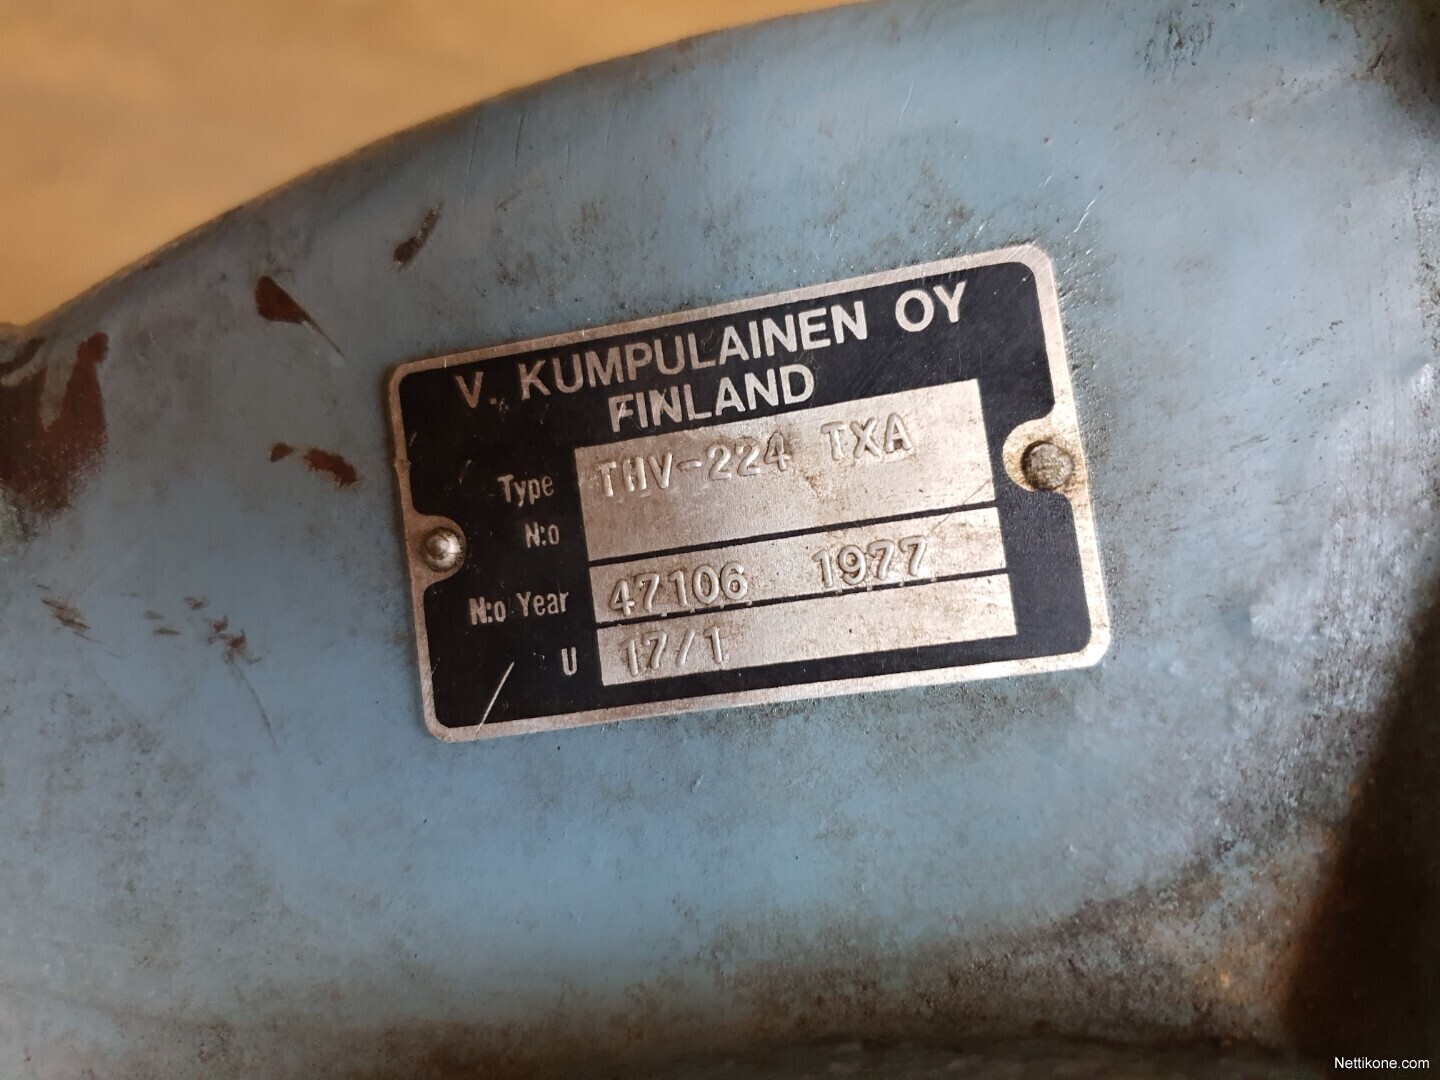 V. KUMPULAINEN OY
FINLAND
Type THV-224 TXA
N:o
N:o Year 47106 1977
U 17/1
Nettikone.com